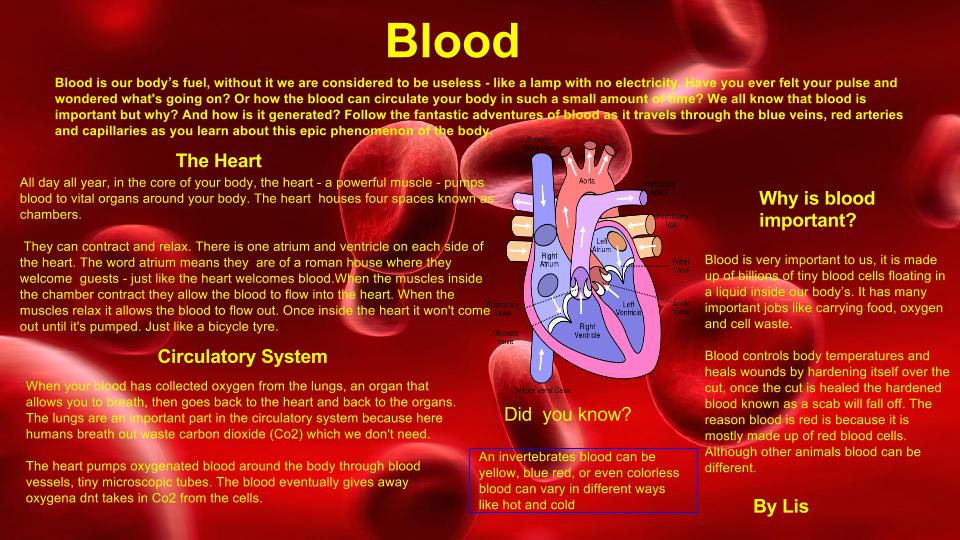 Blood
Blood is our body's fuel, without it we are considered to be useless - like a lamp with no electricity. Have you ever felt your pulse and
wondered what's going on? Or how the blood can circulate your body in such a small amount of time? We all know that blood is
important but why? And how is it generated? Follow the fantastic adventures of blood as it travels through the blue veins, red arteries
and capillaries as you learn about this epic phenomenon of the body.
The Heart
All day all year, in the core of your body, the heart - a powerful muscle - pumps
blood to vital organs around your body. The heart  houses four spaces known as
chambers.
They can contract and relax. There is one atrium and ventricle on each side of
the heart. The word atrium means they  are of a roman house where they
welcome  guests - just like the heart welcomes blood.When the muscles inside
the chamber contract they allow the blood to flow into the heart. When the
muscles relax it allows the blood to flow out. Once inside the heart it won't come
out until it's pumped. Just like a bicycle tyre.
Circulatory System
When your blood has collected oxygen from the lungs, an organ that
allows you to breath, then goes back to the heart and back to the organs.
The lungs are an important part in the circulatory system because here
humans breath out waste carbon dioxide (Co2) which we don't need.
The heart pumps oxygenated blood around the body through blood
vessels, tiny microscopic tubes. The blood eventually gives away
oxygena dnt takes in Co2 from the cells.
Superior
Vena Cava
Aorta
Pulmonary
Artery
Pulmonary
Vein
Left
Atrium
Right
Atrium
Mitral
Valve
Pulmonary
Valve
Aortic
Valve
Left
Ventricle
Right
Ventricle
Tricuspid
Valve
Inferior Vena Cava
Did  you know?
An invertebrates blood can be
yellow, blue red, or even colorless
blood can vary in different ways
like hot and cold
Why is blood
important?
Blood is very important to us, it is made
up of billions of tiny blood cells floating in
a liquid inside our body's. It has many
important jobs like carrying food, oxygen
and cell waste.
Blood controls body temperatures and
heals wounds by hardening itself over the
cut, once the cut is healed the hardened
blood known as a scab will fall off. The
reason blood is red is because it is
mostly made up of red blood cells.
Although other animals blood can be
different.
By Lis